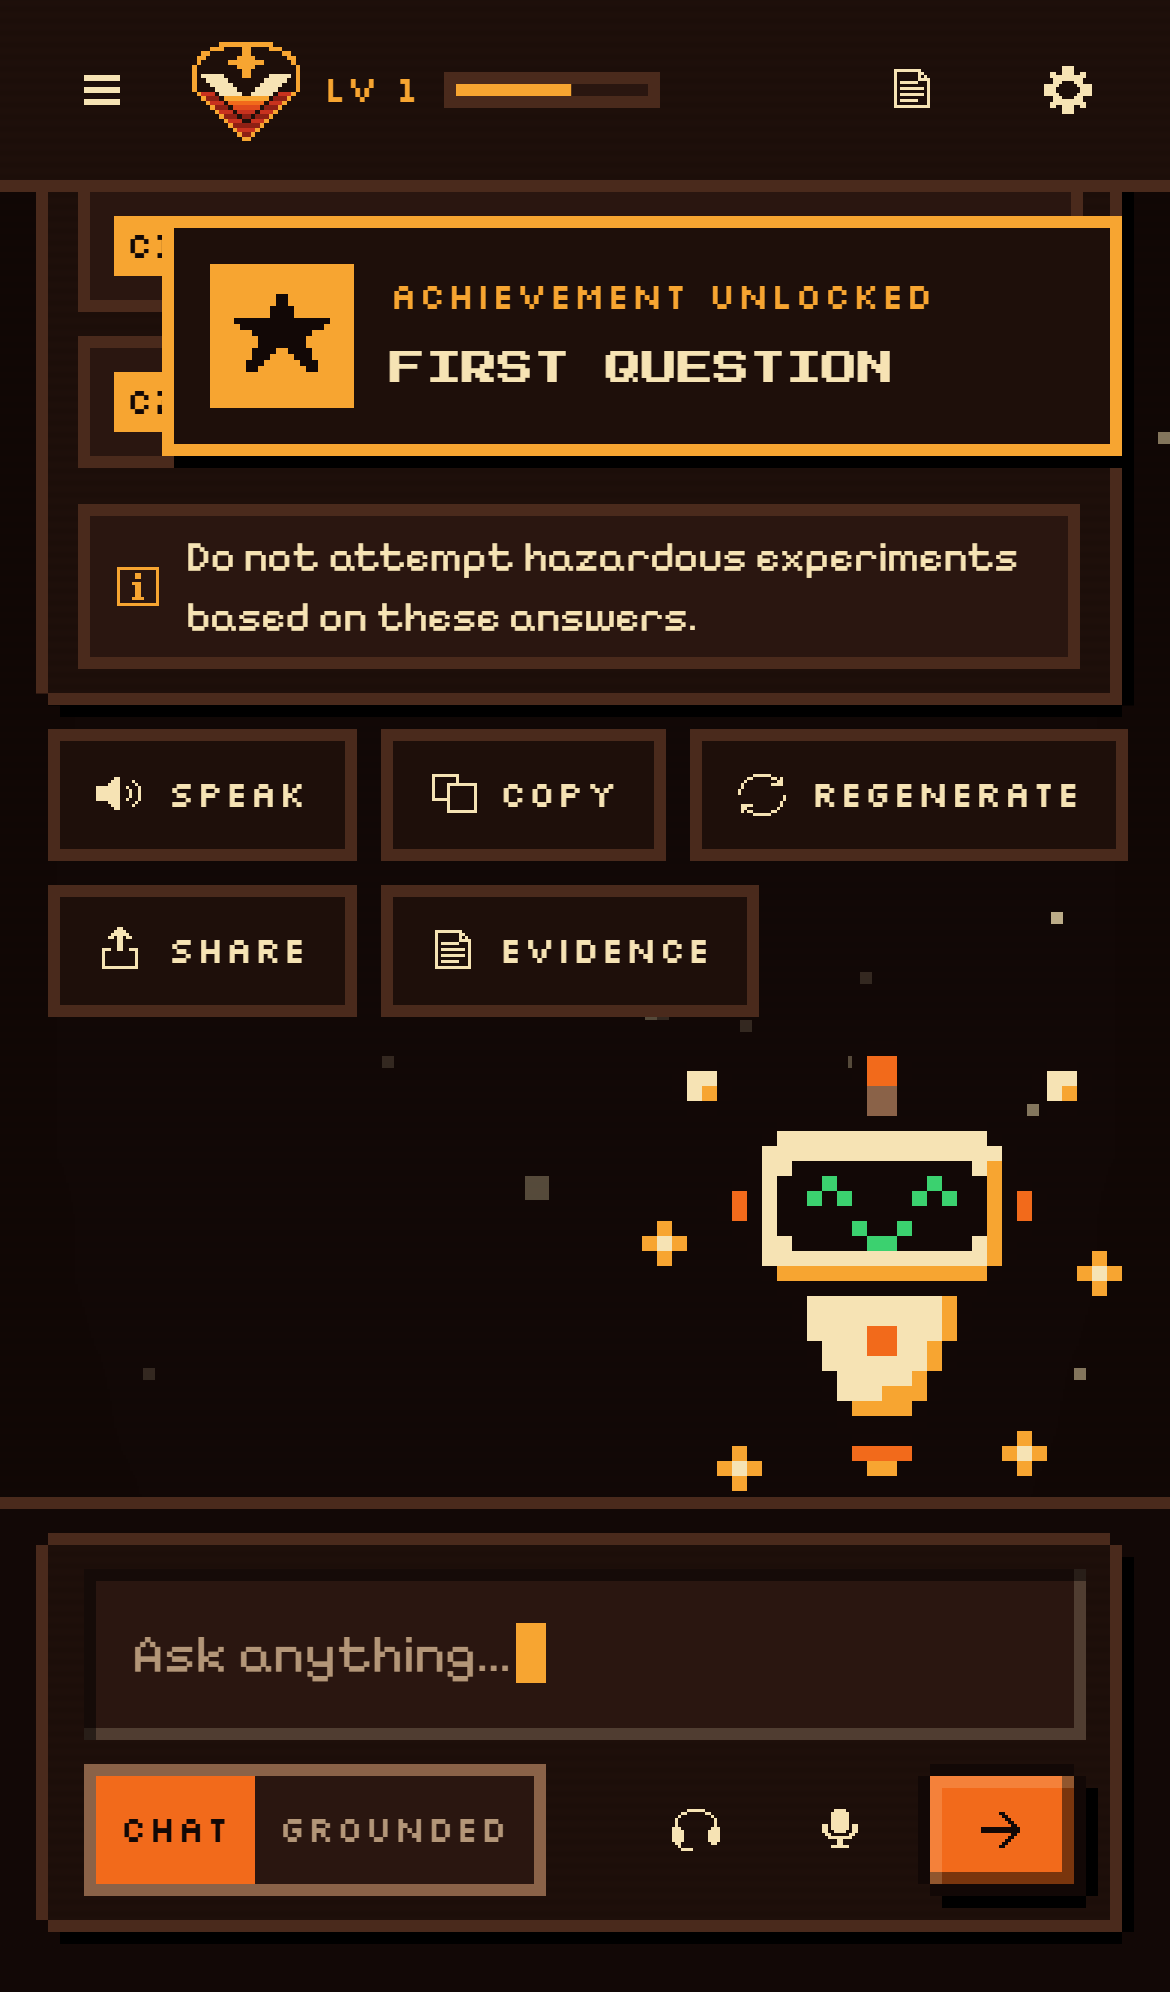 LV 1
ACHIEVEMENT UNLOCKED
FIRST QUESTION
Do not attempt hazardous experiments
based on these answers.
SPEAK
COPY
REGENERATE
SHARE
EVIDENCE
Ask anything...
CHAT
GROUNDED